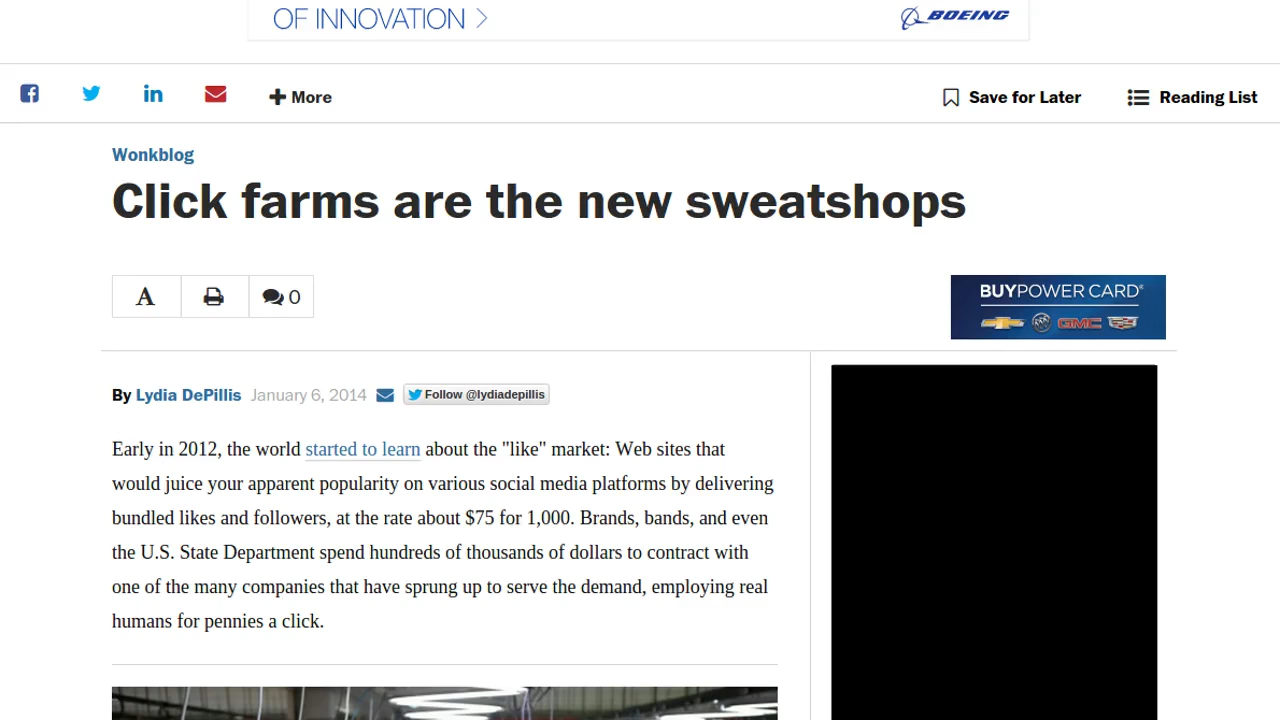 OF INNOVATION
BOEING
More
Save for Later
Reading List
Wonkblog
Click farms are the new sweatshops
A
0
BUYPOWER CARD
GMC
By Lydia DePillis January 6, 2014 Follow @lydiadepillis
Early in 2012, the world started to learn about the "like" market: Web sites that
would juice your apparent popularity on various social media platforms by delivering
bundled likes and followers, at the rate about $75 for 1,000. Brands, bands, and even
the U.S. State Department spend hundreds of thousands of dollars to contract with
one of the many companies that have sprung up to serve the demand, employing real
humans for pennies a click.